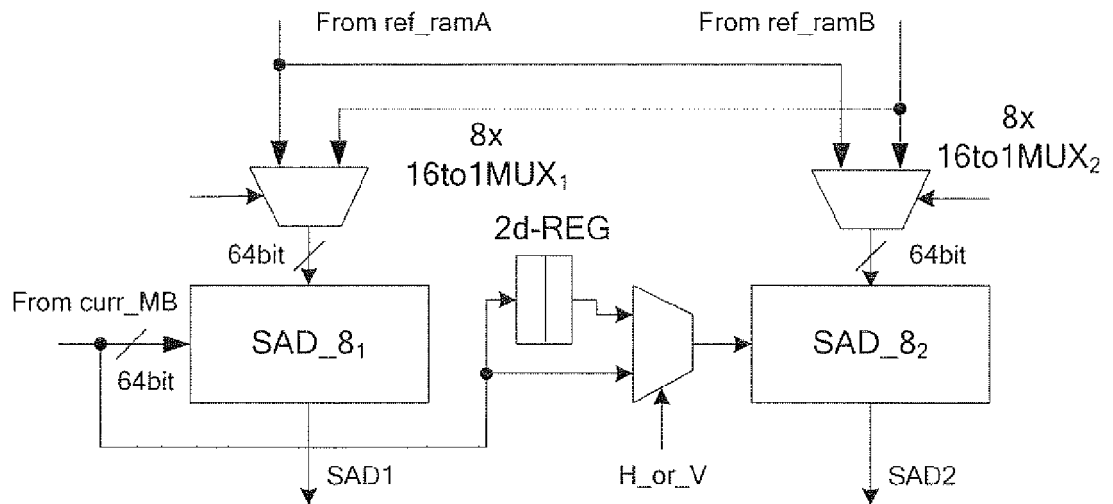 From ref_ramA
From ref_ramB
8x
16to1MUX₁
8x
16to1MUX₂
2d-REG
64bit
64bit
From curr_MB
64bit
SAD_8₁
SAD_8₂
SAD1
H_or_V
SAD2